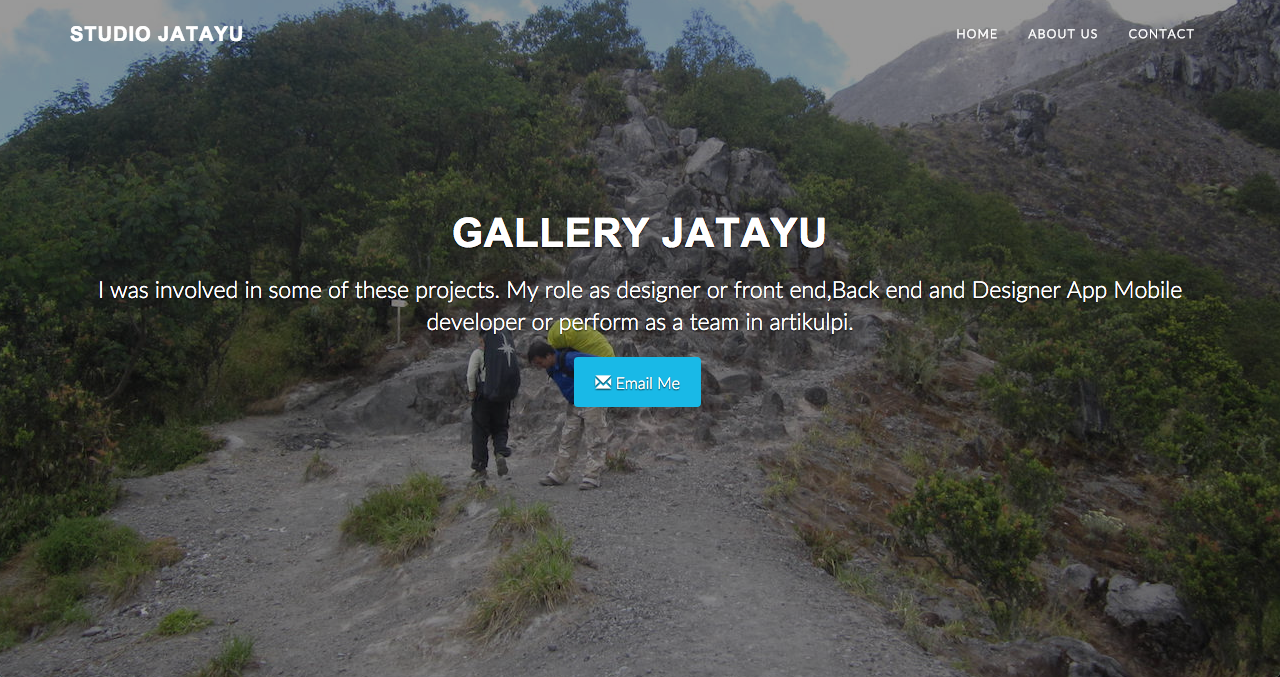 STUDIO JATAYU
HOME ABOUT US CONTACT
GALLERY JATAYU
I was involved in some of these projects. My role as designer or front end,Back end and Designer App Mobile
developer or perform as a team in artikulpi.
Email Me